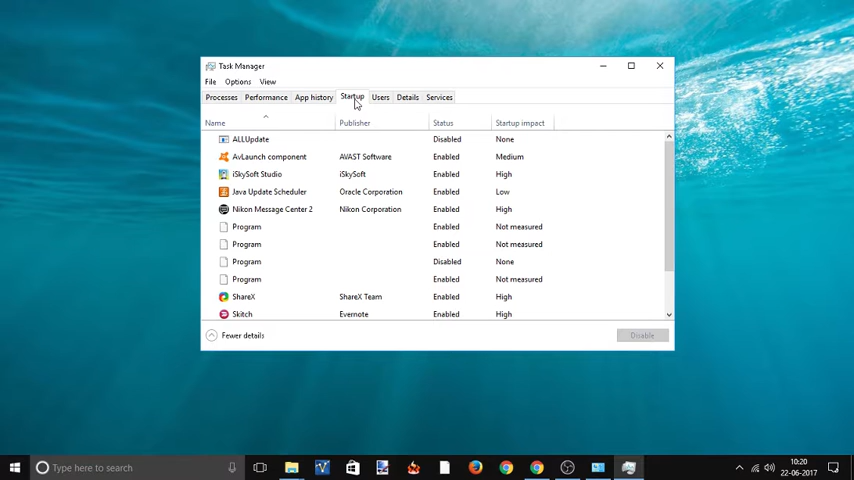 Task Manager
File Options View
Processes Performance App history Startup Users Details Services
Name Publisher Status Startup impact
ALLUpdate Disabled None
AvLaunch component AVAST Software Enabled Medium
iSkySoft Studio iSkySoft Enabled High
Java Update Scheduler Oracle Corporation Enabled Low
Nikon Message Center 2 Nikon Corporation Enabled High
Program Enabled Not measured
Program Enabled Not measured
Program Disabled None
Program Enabled Not measured
ShareX ShareX Team Enabled High
Skitch Evernote Enabled High
Fewer details Disable
Type here to search
10:20
22-06-2017